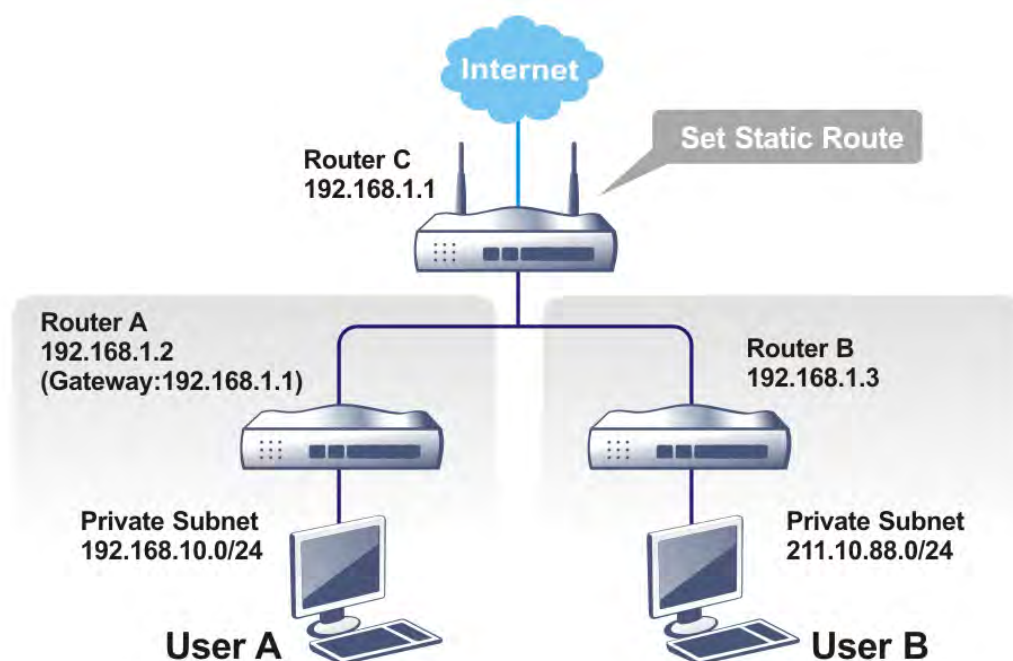 Internet
Set Static Route
Router C
192.168.1.1
Router A
192.168.1.2
(Gateway:192.168.1.1)
Router B
192.168.1.3
Private Subnet
192.168.10.0/24
Private Subnet
211.10.88.0/24
User A
User B